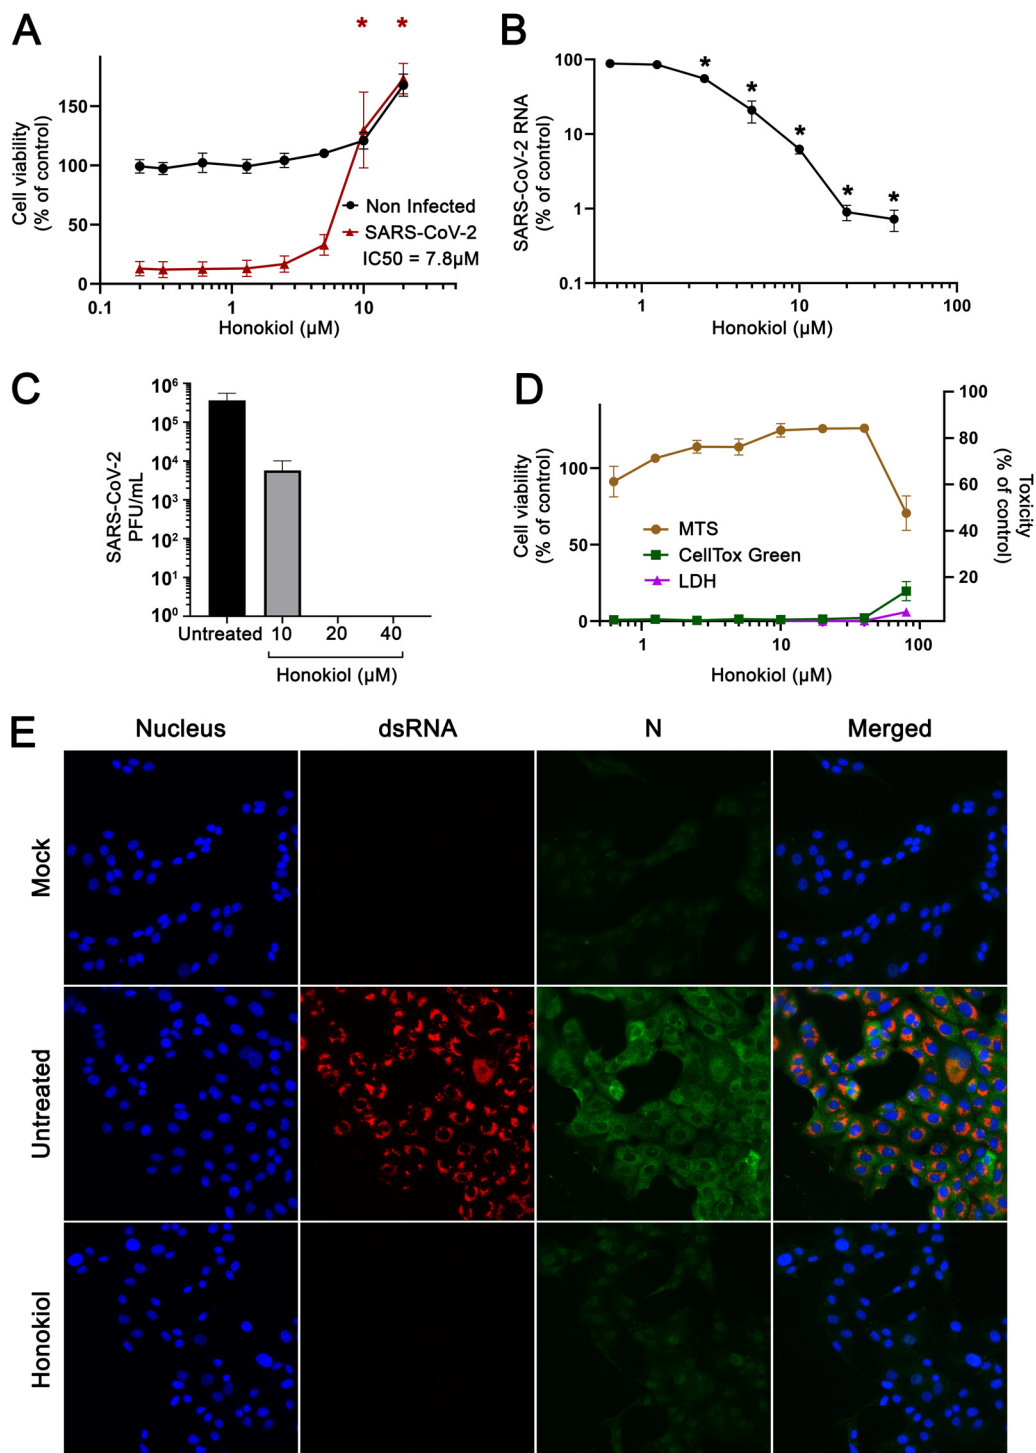 A
* *
150
100
50
0
0.1
1
10
Cell viability
(% of control)
Non Infected
SARS-CoV-2
IC50 = 7.8µM
Honokiol (µM)
B
100
10
1
0.1
* * * * *
1
10
100
SARS-CoV-2 RNA
(% of control)
Honokiol (µM)
C
10⁶
10⁵
10⁴
10³
10²
10¹
10⁰
SARS-CoV-2
PFU/mL
Untreated 10 20 40
Honokiol (µM)
D
100
50
0
Cell viability
(% of control)
100
80
60
40
20
Toxicity
(% of control)
MTS
CellTox Green
LDH
1
10
100
Honokiol (µM)
E
Nucleus dsRNA N Merged
Mock
Untreated
Honokiol